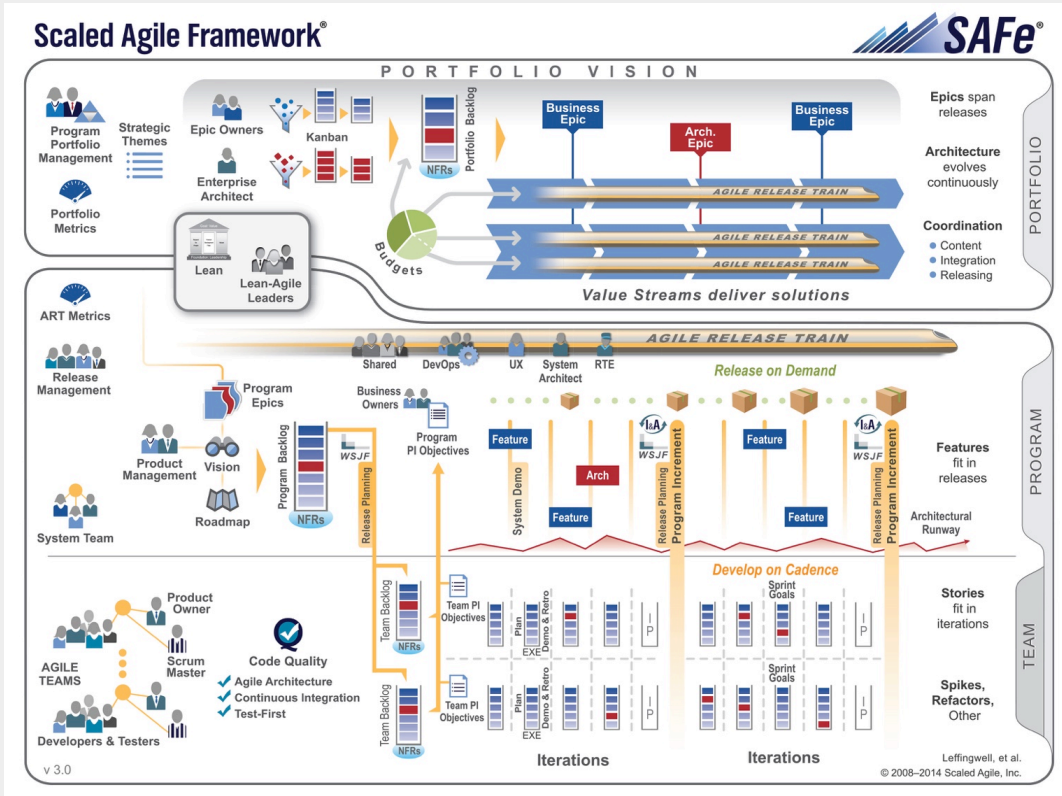 Scaled Agile Framework®
SAFe®
PORTFOLIO VISION
Program
Portfolio
Management
Strategic
Themes
Portfolio
Metrics
Epic Owners
Enterprise
Architect
Kanban
Portfolio Backlog
NFRs
Business
Epic
Arch.
Epic
Business
Epic
AGILE RELEASE TRAIN
AGILE RELEASE TRAIN
AGILE RELEASE TRAIN
Budgets
Value Streams deliver solutions
Epics span
releases
Architecture
evolves
continuously
Coordination
Content
Integration
Releasing
PORTFOLIO
Lean
Lean-Agile
Leaders
ART Metrics
Release
Management
Product
Management
System Team
Program
Epics
Vision
Roadmap
Program Backlog
NFRs
WSJF
Release Planning
AGILE RELEASE TRAIN
Shared
DevOps
UX
System
Architect
RTE
Business
Owners
Program
PI Objectives
Release on Demand
Feature
System Demo
Feature
Arch
I&A
WSJF
Release Planning
Program Increment
Feature
Feature
I&A
WSJF
Release Planning
Program Increment
Architectural
Runway
Features
fit in
releases
PROGRAM
Develop on Cadence
AGILE
TEAMS
Product
Owner
Scrum
Master
Developers & Testers
Code Quality
Agile Architecture
Continuous Integration
Test-First
Team Backlog
NFRs
Team PI
Objectives
Plan
EXE
Demo & Retro
I P
Sprint
Goals
I P
Team Backlog
NFRs
Team PI
Objectives
Plan
EXE
Demo & Retro
I P
Sprint
Goals
I P
Iterations
Iterations
Stories
fit in
iterations
Spikes,
Refactors,
Other
TEAM
v 3.0
Leffingwell, et al.
© 2008–2014 Scaled Agile, Inc.